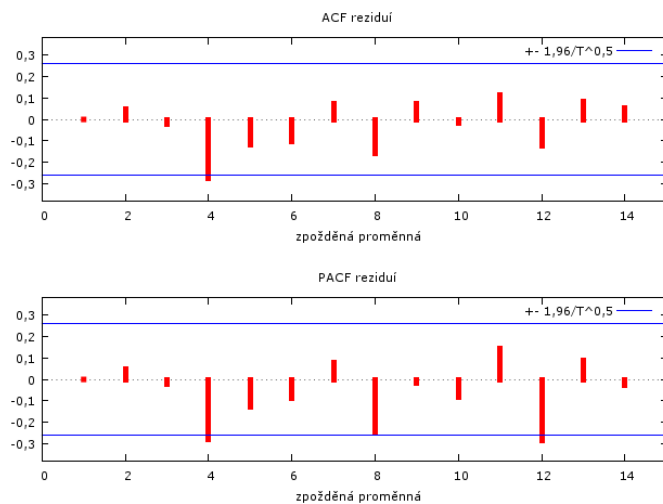 ACF reziduí
+- 1,96/T^0,5
0,3
0,2
0,1
0
-0,1
-0,2
-0,3
0 2 4 6 8 10 12 14
zpožděná proměnná
PACF reziduí
+- 1,96/T^0,5
0,3
0,2
0,1
0
-0,1
-0,2
-0,3
0 2 4 6 8 10 12 14
zpožděná proměnná